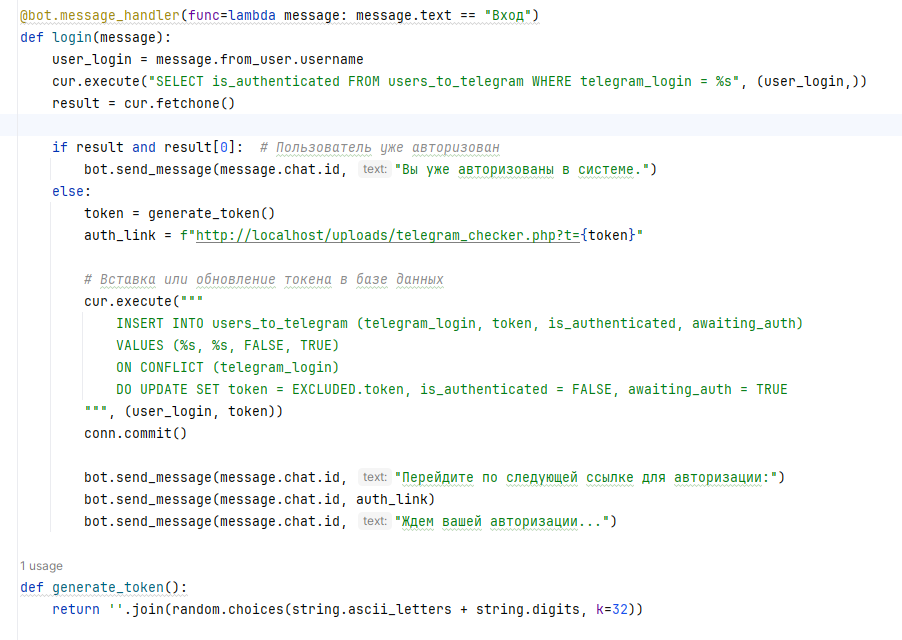 @bot.message_handler(func=lambda message: message.text == "Вход")
def login(message):
    user_login = message.from_user.username
    cur.execute("SELECT is_authenticated FROM users_to_telegram WHERE telegram_login = %s", (user_login,))
    result = cur.fetchone()

    if result and result[0]:  # Пользователь уже авторизован
        bot.send_message(message.chat.id, text: "Вы уже авторизованы в системе.")
    else:
        token = generate_token()
        auth_link = f"http://localhost/uploads/telegram_checker.php?t={token}"

        # Вставка или обновление токена в базе данных
        cur.execute("""
            INSERT INTO users_to_telegram (telegram_login, token, is_authenticated, awaiting_auth)
            VALUES (%s, %s, FALSE, TRUE)
            ON CONFLICT (telegram_login)
            DO UPDATE SET token = EXCLUDED.token, is_authenticated = FALSE, awaiting_auth = TRUE
        """, (user_login, token))
        conn.commit()

        bot.send_message(message.chat.id, text: "Перейдите по следующей ссылке для авторизации:")
        bot.send_message(message.chat.id, auth_link)
        bot.send_message(message.chat.id, text: "Ждем вашей авторизации...")

1 usage
def generate_token():
    return ''.join(random.choices(string.ascii_letters + string.digits, k=32))